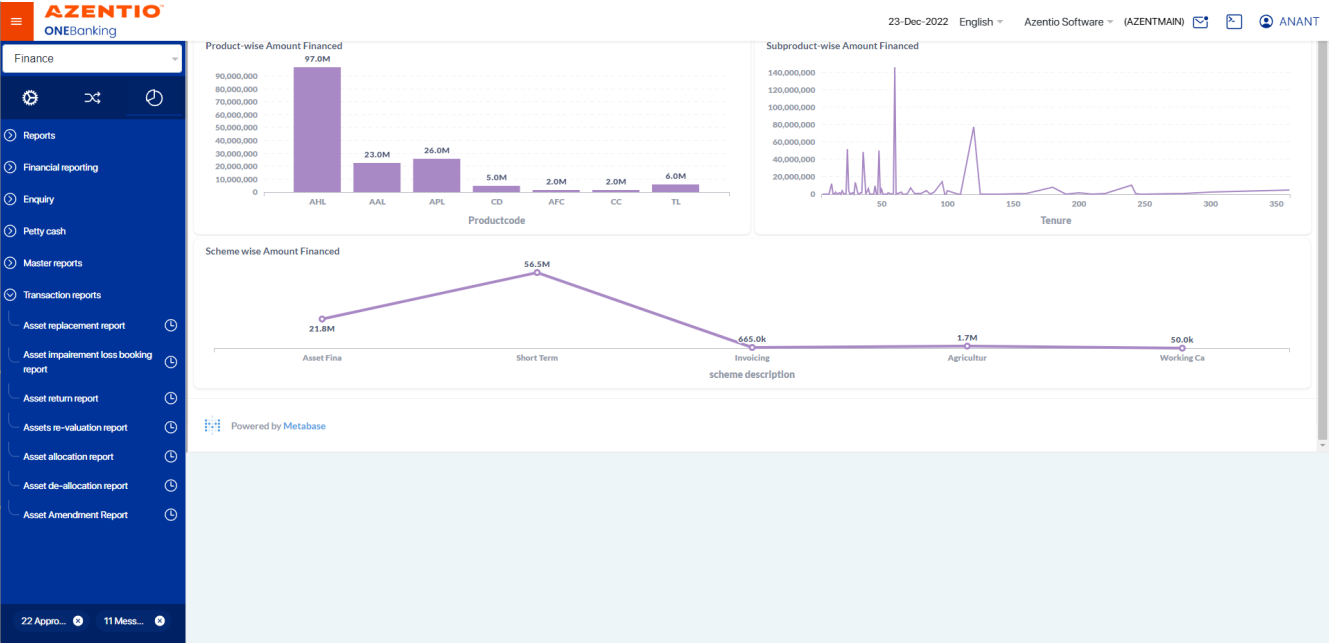 AZENTIO
ONEBanking
23-Dec-2022 English Azentio Software (AZENTMAIN) ANANT
Finance
Reports
Financial reporting
Enquiry
Petty cash
Master reports
Transaction reports
Asset replacement report
Asset impairment loss booking
report
Asset return report
Assets re-valuation report
Asset allocation report
Asset de-allocation report
Asset Amendment Report
22 Appro...
11 Mess...
Product-wise Amount Financed
90,000,000
80,000,000
70,000,000
60,000,000
50,000,000
40,000,000
30,000,000
20,000,000
10,000,000
0
97.0M
23.0M
26.0M
5.0M
2.0M
2.0M
6.0M
AHL AAL APL CD AFC CC TL
Productcode
Subproduct-wise Amount Financed
140,000,000
120,000,000
100,000,000
80,000,000
60,000,000
40,000,000
20,000,000
0
50 100 150 200 250 300 350
Tenure
Scheme wise Amount Financed
21.8M
56.5M
665.0k
1.7M
50.0k
Asset Fina Short Term Invoicing Agricultur Working Ca
scheme description
Powered by Metabase